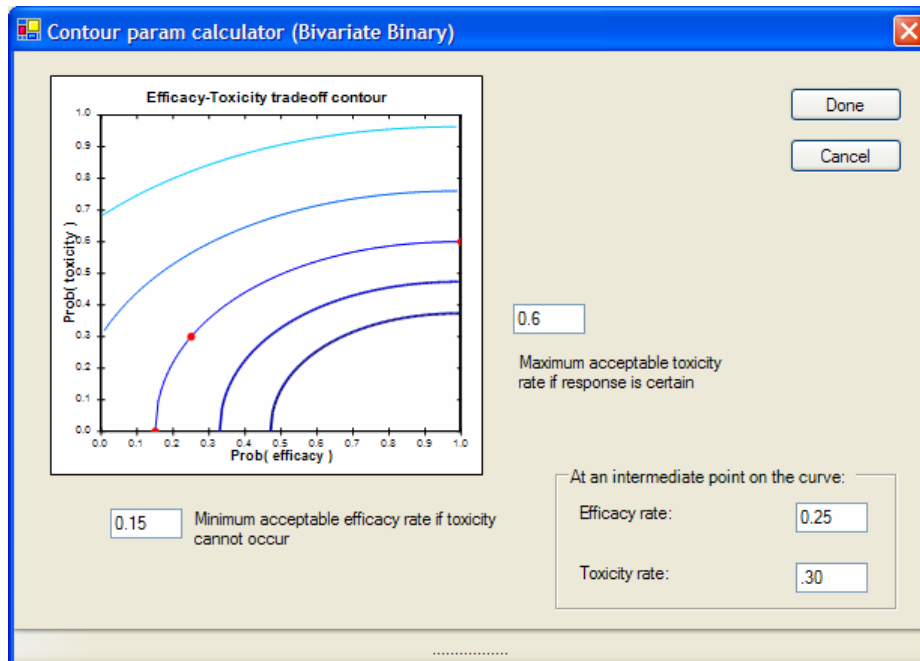 Contour param calculator (Bivariate Binary)
Efficacy-Toxicity tradeoff contour
1.0
0.9
0.8
0.7
0.6
0.5
0.4
0.3
0.2
0.1
0.0
Prob( toxicity )
0.0 0.1 0.2 0.3 0.4 0.5 0.6 0.7 0.8 0.9 1.0
Prob( efficacy )
Done
Cancel
0.6
Maximum acceptable toxicity
rate if response is certain
0.15
Minimum acceptable efficacy rate if toxicity
cannot occur
At an intermediate point on the curve:
Efficacy rate: 0.25
Toxicity rate: .30